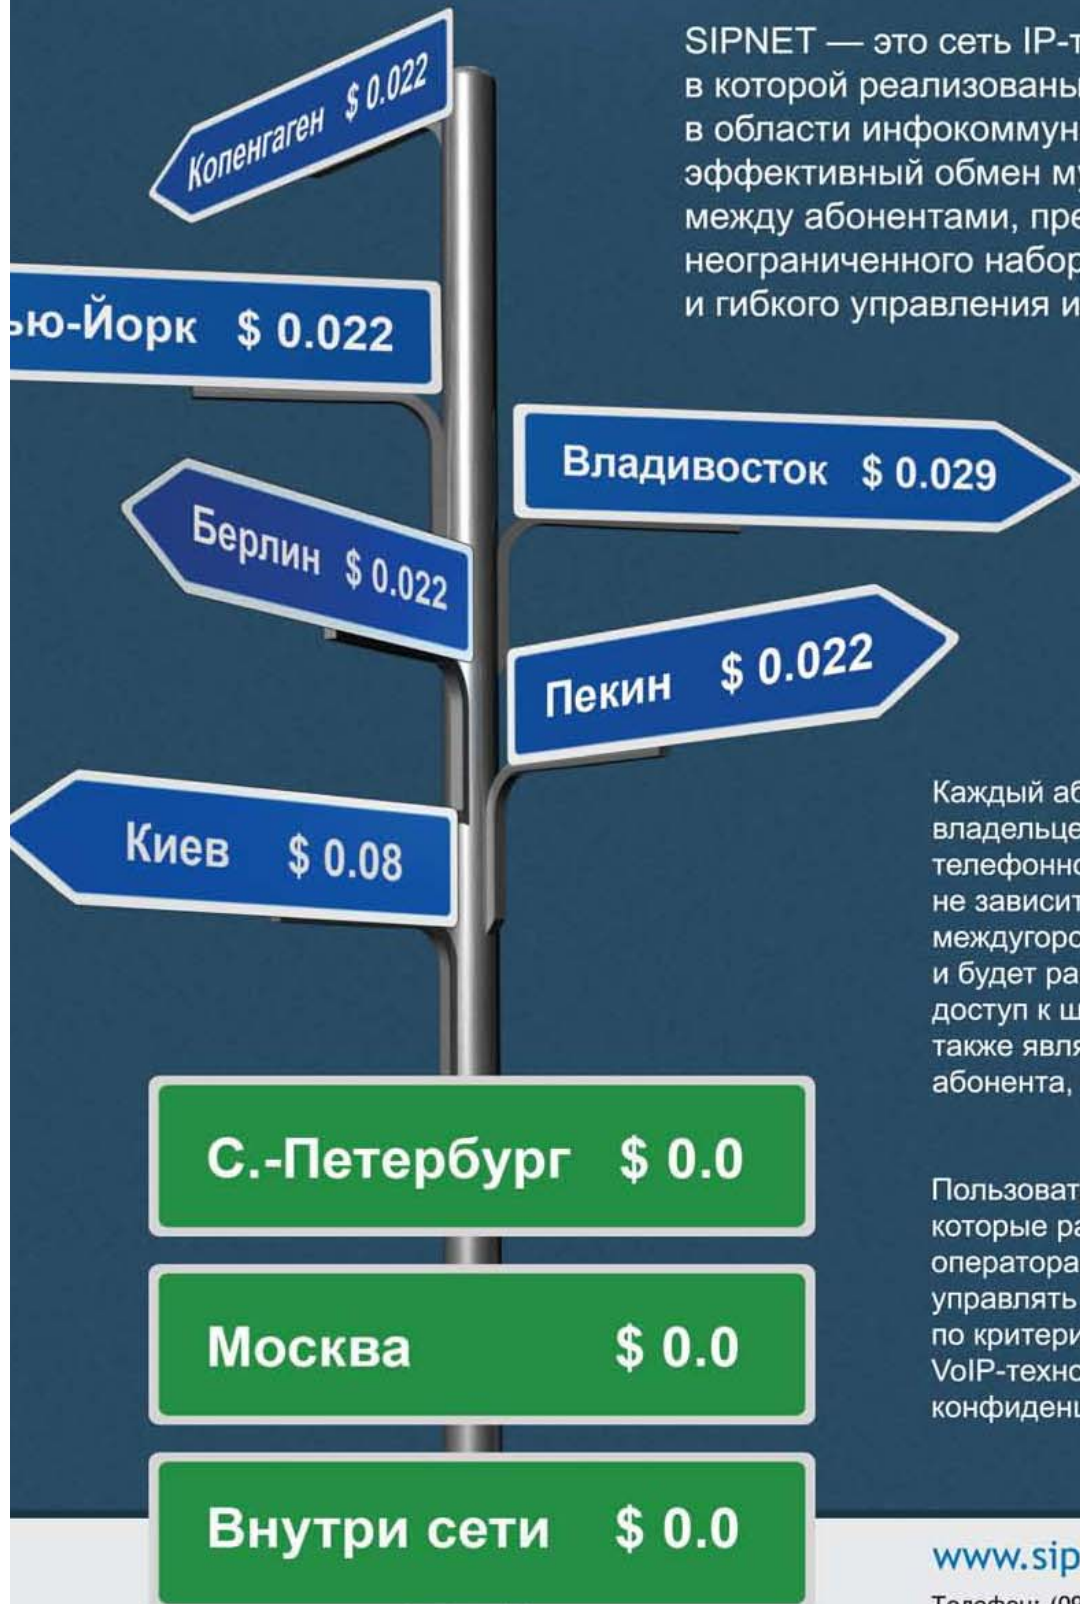 SIPNET — это сеть IP-т
в которой реализованы
в области инфокоммун
эффективный обмен му
между абонентами, пре
неограниченного набор
и гибкого управления и
Копенгаген $ 0.022
ью-Йорк $ 0.022
Владивосток $ 0.029
Берлин $ 0.022
Пекин $ 0.022
Киев $ 0.08
Каждый аб
владельце
телефонно
не зависит
междугоро
и будет ра
доступ к ш
также явля
абонента,
С.-Петербург $ 0.0
Пользоват
которые ра
оператора
управлять
по критери
VoIP-техно
конфиденц
Москва $ 0.0
Внутри сети $ 0.0
www.sip